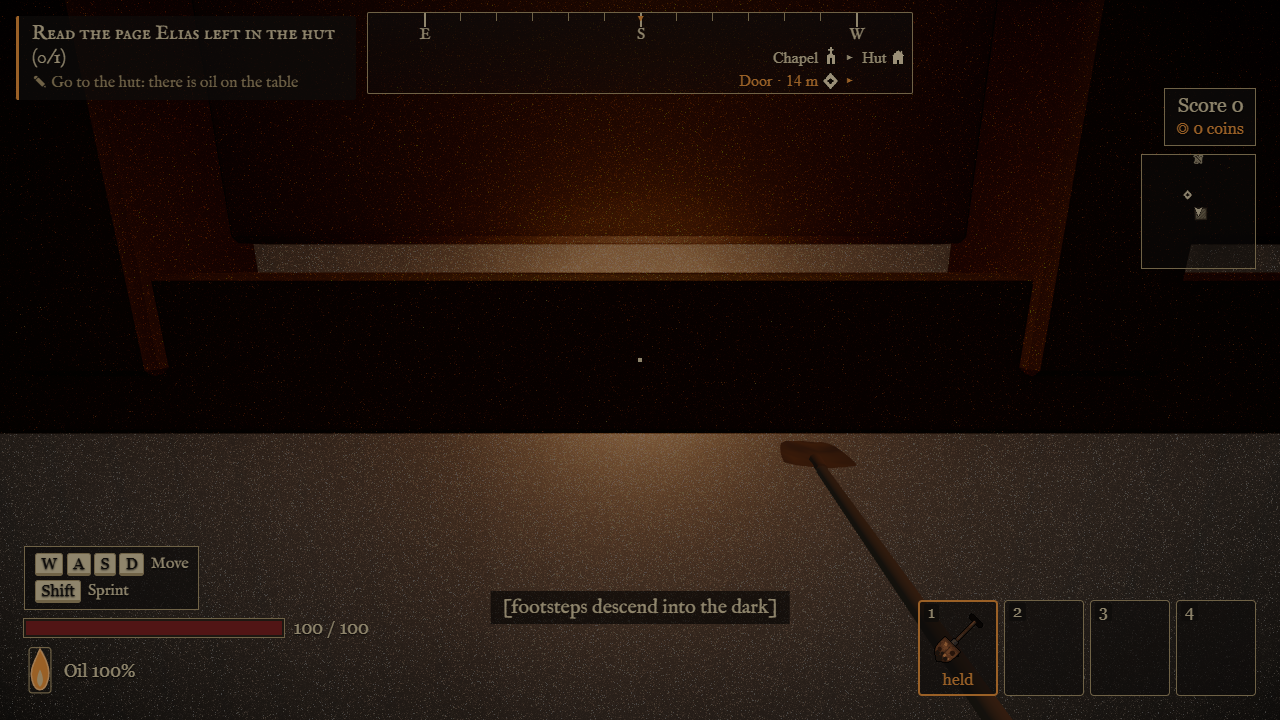 Read the page Elias left in the hut
(0/1)
Go to the hut: there is oil on the table
E S W
Chapel Hut
Door · 14 m
Score 0
0 coins
W A S D Move
Shift Sprint
100 / 100
Oil 100%
[footsteps descend into the dark]
1 2 3 4
held